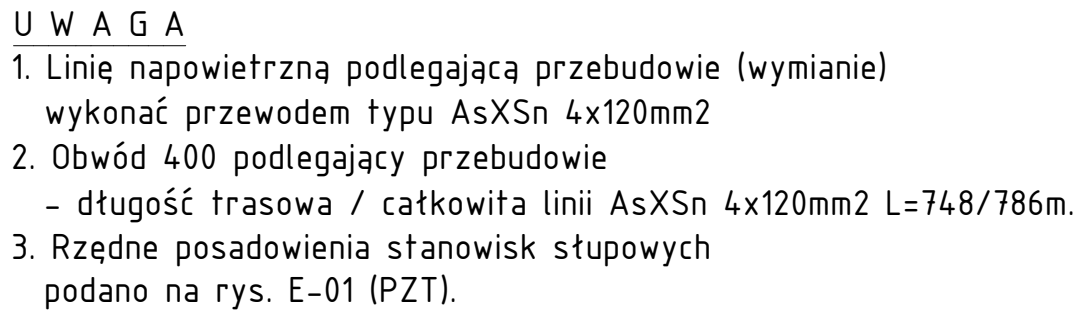 U W A G A
1. Linię napowietrzną podlegającą przebudowie (wymianie)
wykonać przewodem typu AsXSn 4x120mm2
2. Obwód 400 podlegający przebudowie
- długość trasowa / całkowita linii AsXSn 4x120mm2 L=748/786m.
3. Rzędne posadowienia stanowisk słupowych
podano na rys. E-01 (PZT).